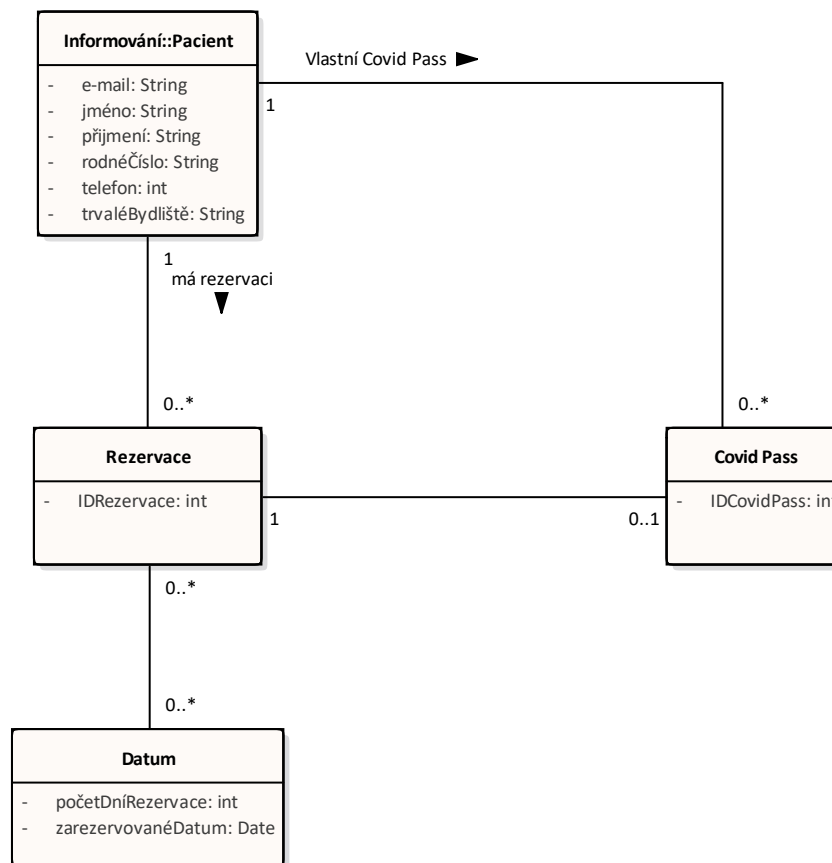 Informování::Pacient
- e-mail: String
- jméno: String
- přijmení: String
- rodnéČíslo: String
- telefon: int
- trvaléBydliště: String
Vlastní Covid Pass
1
1
má rezervaci
0..*
0..*
Rezervace
- IDRezervace: int
Covid Pass
- IDCovidPass: int
1
0..1
0..*
0..*
Datum
- početDníRezervace: int
- zarezervovanéDatum: Date